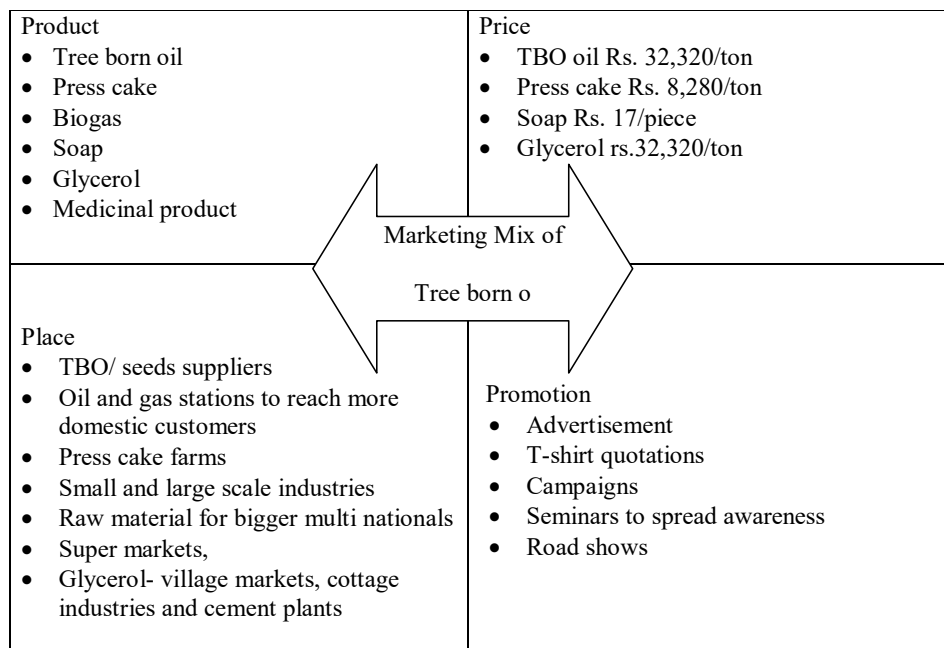 Product
• Tree born oil
• Press cake
• Biogas
• Soap
• Glycerol
• Medicinal product
Price
• TBO oil Rs. 32,320/ton
• Press cake Rs. 8,280/ton
• Soap Rs. 17/piece
• Glycerol rs.32,320/ton
Marketing Mix of
Tree born o
Place
• TBO/ seeds suppliers
• Oil and gas stations to reach more
domestic customers
• Press cake farms
• Small and large scale industries
• Raw material for bigger multi nationals
• Super markets,
• Glycerol- village markets, cottage
industries and cement plants
Promotion
• Advertisement
• T-shirt quotations
• Campaigns
• Seminars to spread awareness
• Road shows